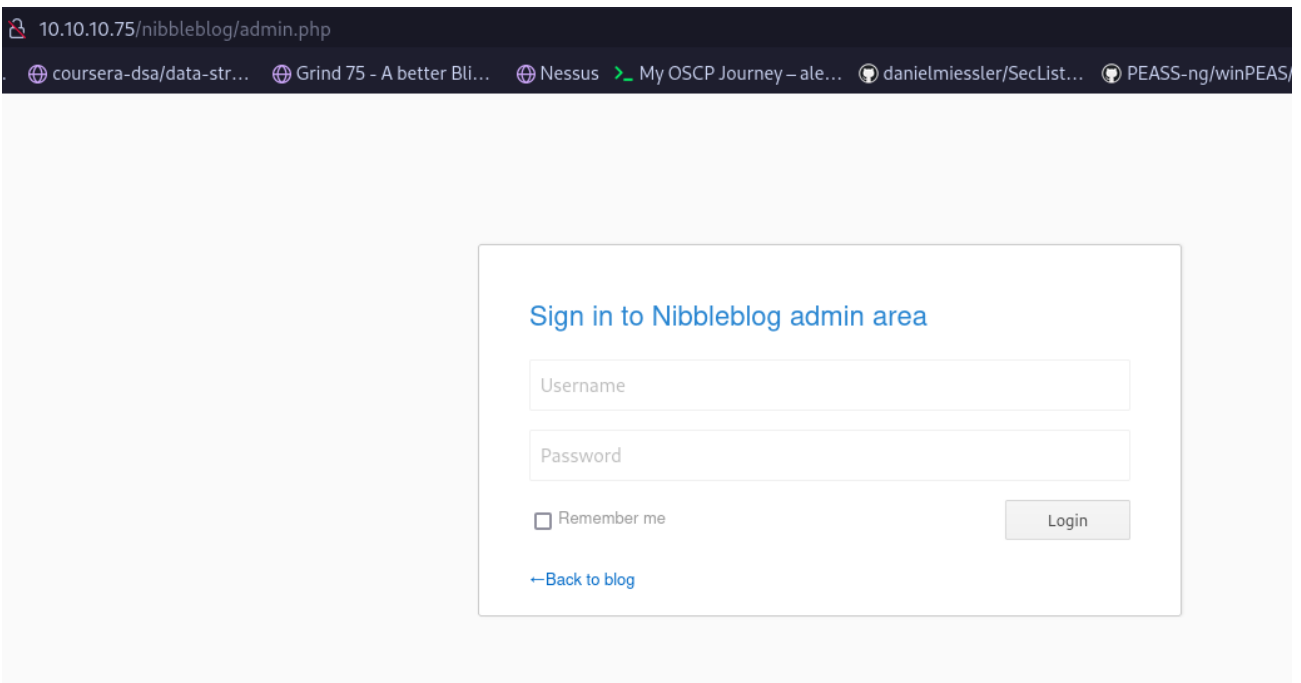 10.10.10.75/nibbleblog/admin.php
. coursera-dsa/data-str... Grind 75 - A better Bli... Nessus My OSCP Journey – ale... danielmiessler/SecList... PEASS-ng/winPEAS/
Sign in to Nibbleblog admin area
Username
Password
Remember me Login
←Back to blog